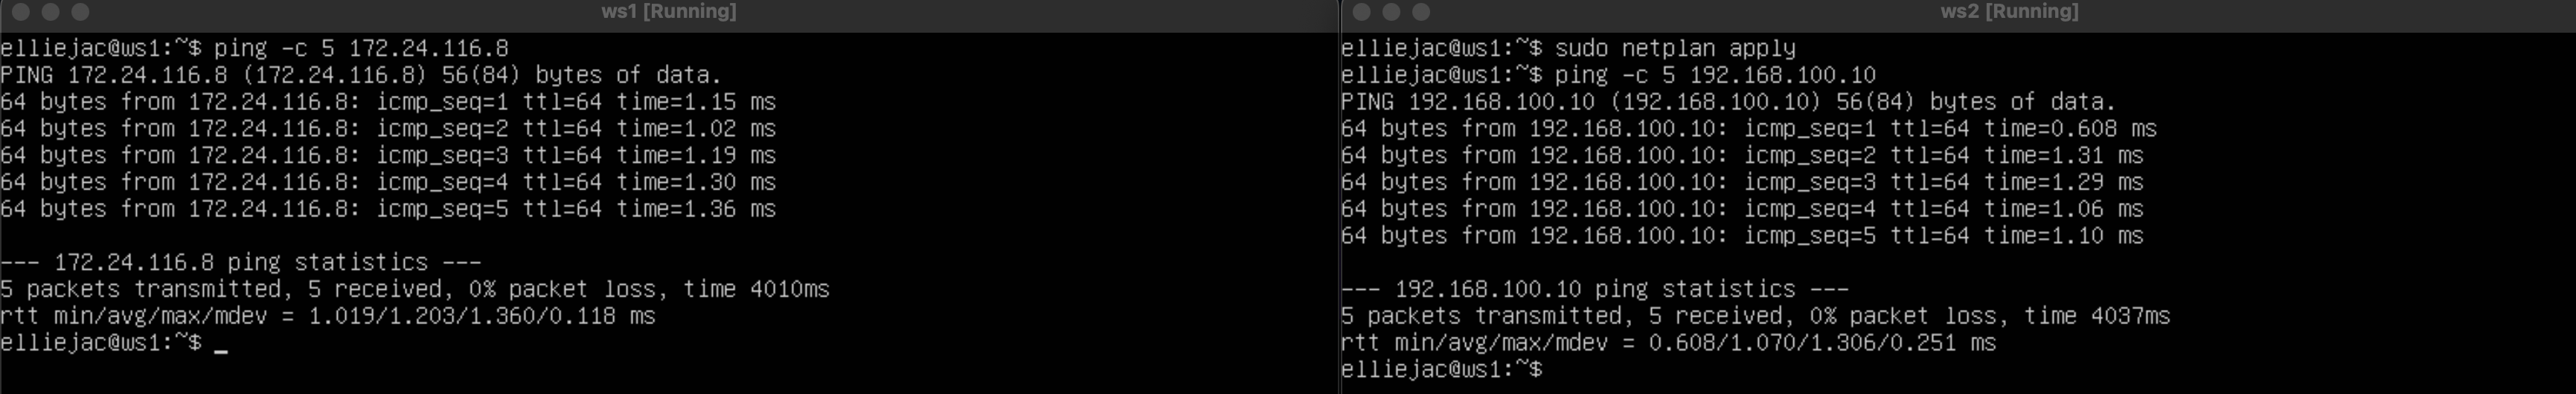 ws1 [Running]
elliejac@ws1:~$ ping -c 5 172.24.116.8
PING 172.24.116.8 (172.24.116.8) 56(84) bytes of data.
64 bytes from 172.24.116.8: icmp_seq=1 ttl=64 time=1.15 ms
64 bytes from 172.24.116.8: icmp_seq=2 ttl=64 time=1.02 ms
64 bytes from 172.24.116.8: icmp_seq=3 ttl=64 time=1.19 ms
64 bytes from 172.24.116.8: icmp_seq=4 ttl=64 time=1.30 ms
64 bytes from 172.24.116.8: icmp_seq=5 ttl=64 time=1.36 ms
--- 172.24.116.8 ping statistics ---
5 packets transmitted, 5 received, 0% packet loss, time 4010ms
rtt min/avg/max/mdev = 1.019/1.203/1.360/0.118 ms
elliejac@ws1:~$ _
ws2 [Running]
elliejac@ws1:~$ sudo netplan apply
elliejac@ws1:~$ ping -c 5 192.168.100.10
PING 192.168.100.10 (192.168.100.10) 56(84) bytes of data.
64 bytes from 192.168.100.10: icmp_seq=1 ttl=64 time=0.608 ms
64 bytes from 192.168.100.10: icmp_seq=2 ttl=64 time=1.31 ms
64 bytes from 192.168.100.10: icmp_seq=3 ttl=64 time=1.29 ms
64 bytes from 192.168.100.10: icmp_seq=4 ttl=64 time=1.06 ms
64 bytes from 192.168.100.10: icmp_seq=5 ttl=64 time=1.10 ms
--- 192.168.100.10 ping statistics ---
5 packets transmitted, 5 received, 0% packet loss, time 4037ms
rtt min/avg/max/mdev = 0.608/1.070/1.306/0.251 ms
elliejac@ws1:~$